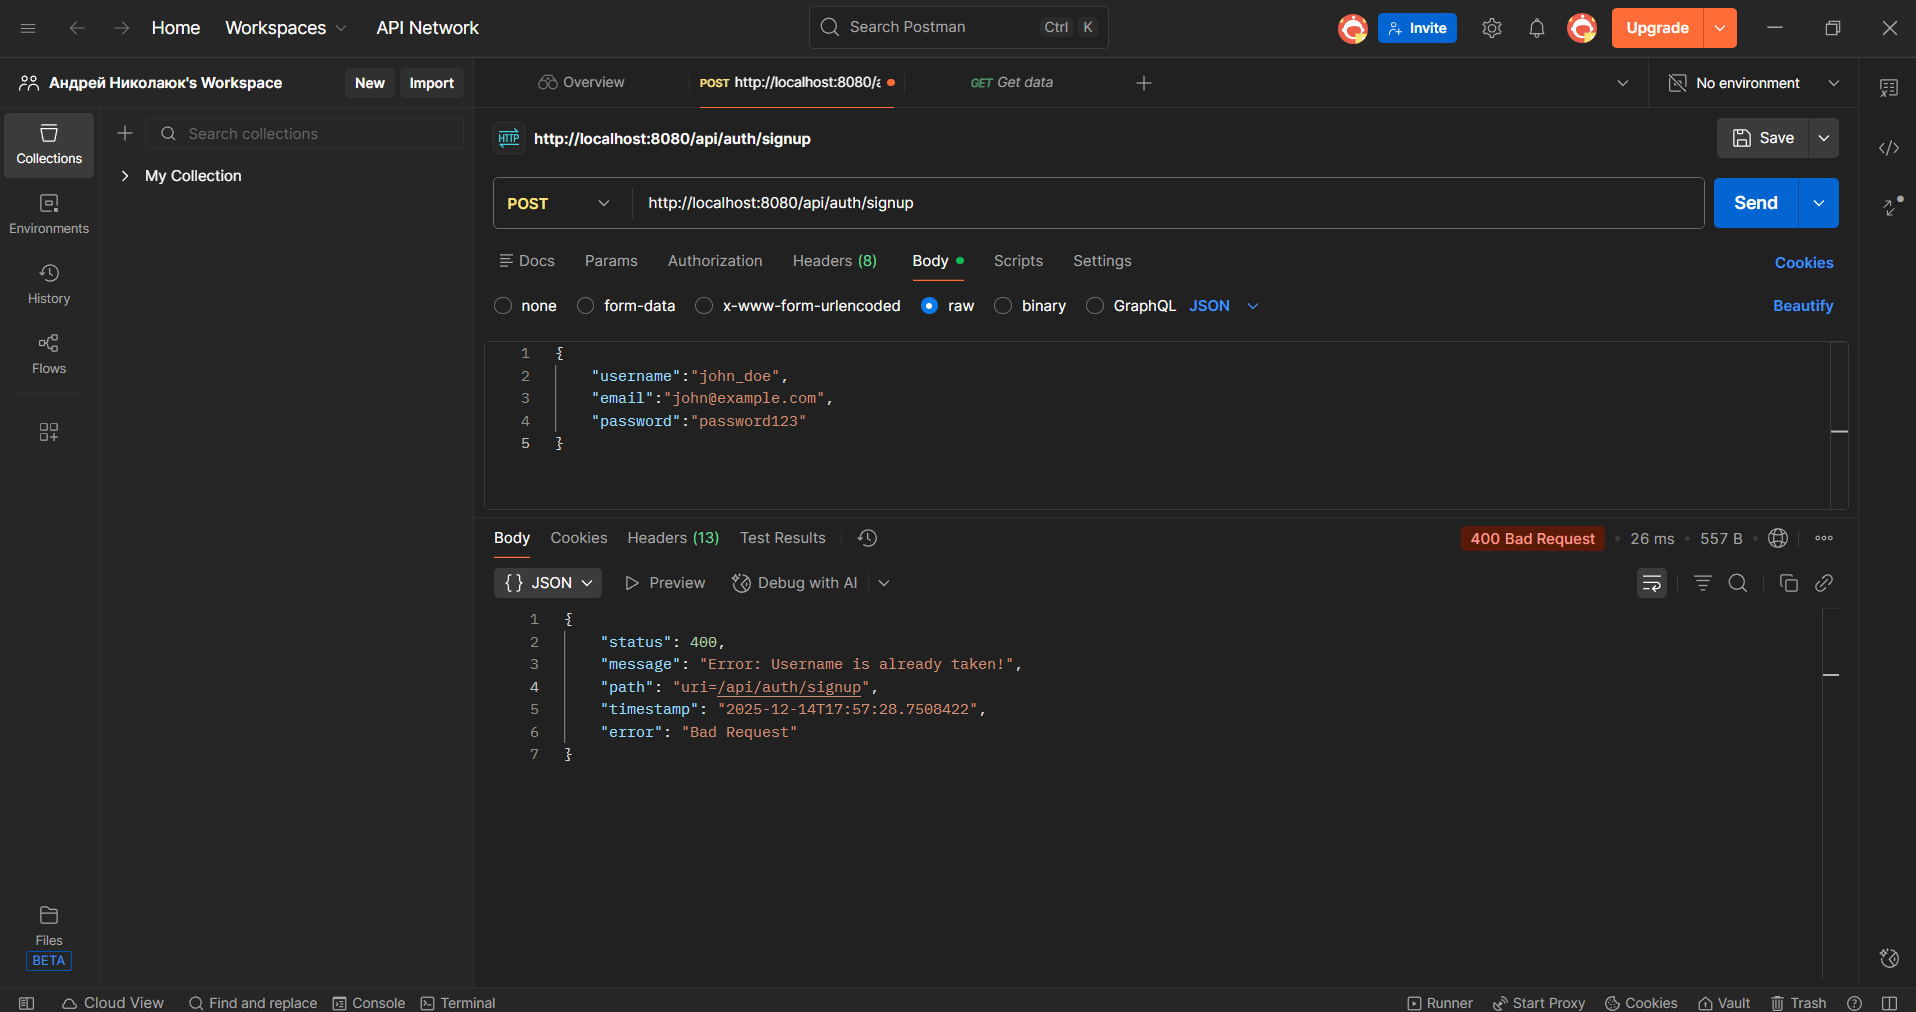 Home
Workspaces
API Network
Search Postman
Ctrl K
Invite
Upgrade
Андрей Николаюк's Workspace
New
Import
Overview
POST http://localhost:8080/a
GET Get data
No environment
Collections
Environments
History
Flows
Files
BETA
Search collections
My Collection
HTTP http://localhost:8080/api/auth/signup
Save
POST
http://localhost:8080/api/auth/signup
Send
Docs
Params
Authorization
Headers (8)
Body
Scripts
Settings
Cookies
none
form-data
x-www-form-urlencoded
raw
binary
GraphQL
JSON
Beautify
1 {
2 "username":"john_doe",
3 "email":"john@example.com",
4 "password":"password123"
5 }
Body
Cookies
Headers (13)
Test Results
400 Bad Request
26 ms
557 B
{} JSON
Preview
Debug with AI
1 {
2 "status": 400,
3 "message": "Error: Username is already taken!",
4 "path": "uri=/api/auth/signup",
5 "timestamp": "2025-12-14T17:57:28.7508422",
6 "error": "Bad Request"
7 }
Cloud View
Find and replace
Console
Terminal
Runner
Start Proxy
Cookies
Vault
Trash